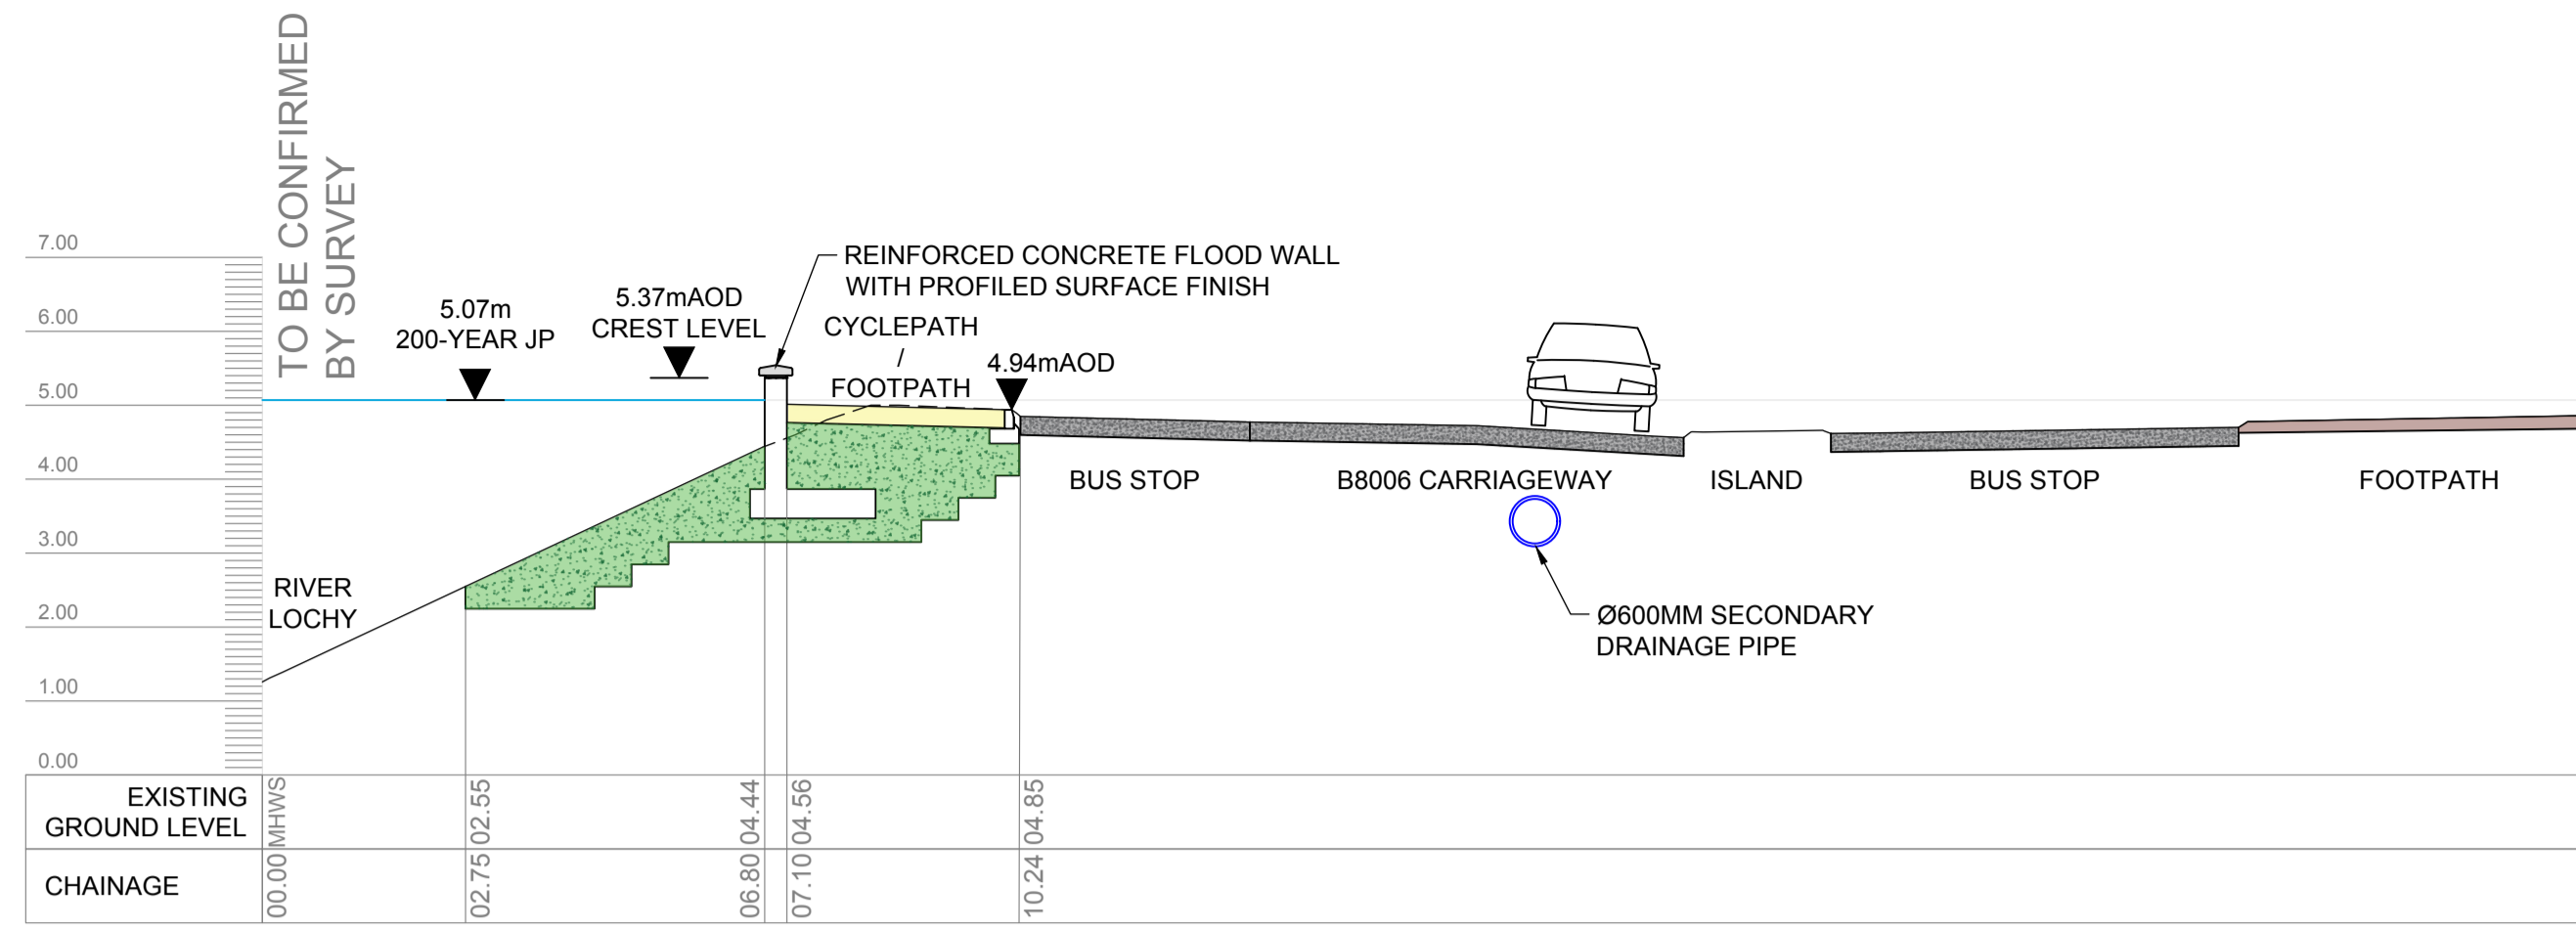 TO BE CONFIRMED
BY SURVEY
7.00
6.00
5.00
4.00
3.00
2.00
1.00
0.00
5.07m
200-YEAR JP
5.37mAOD
CREST LEVEL
REINFORCED CONCRETE FLOOD WALL
WITH PROFILED SURFACE FINISH
CYCLEPATH
/
FOOTPATH
4.94mAOD
BUS STOP
B8006 CARRIAGEWAY
ISLAND
BUS STOP
FOOTPATH
RIVER
LOCHY
Ø600MM SECONDARY
DRAINAGE PIPE
EXISTING
GROUND LEVEL
MHWS
02.55
04.44
04.56
04.85
CHAINAGE
00.00
02.75
06.80
07.10
10.24